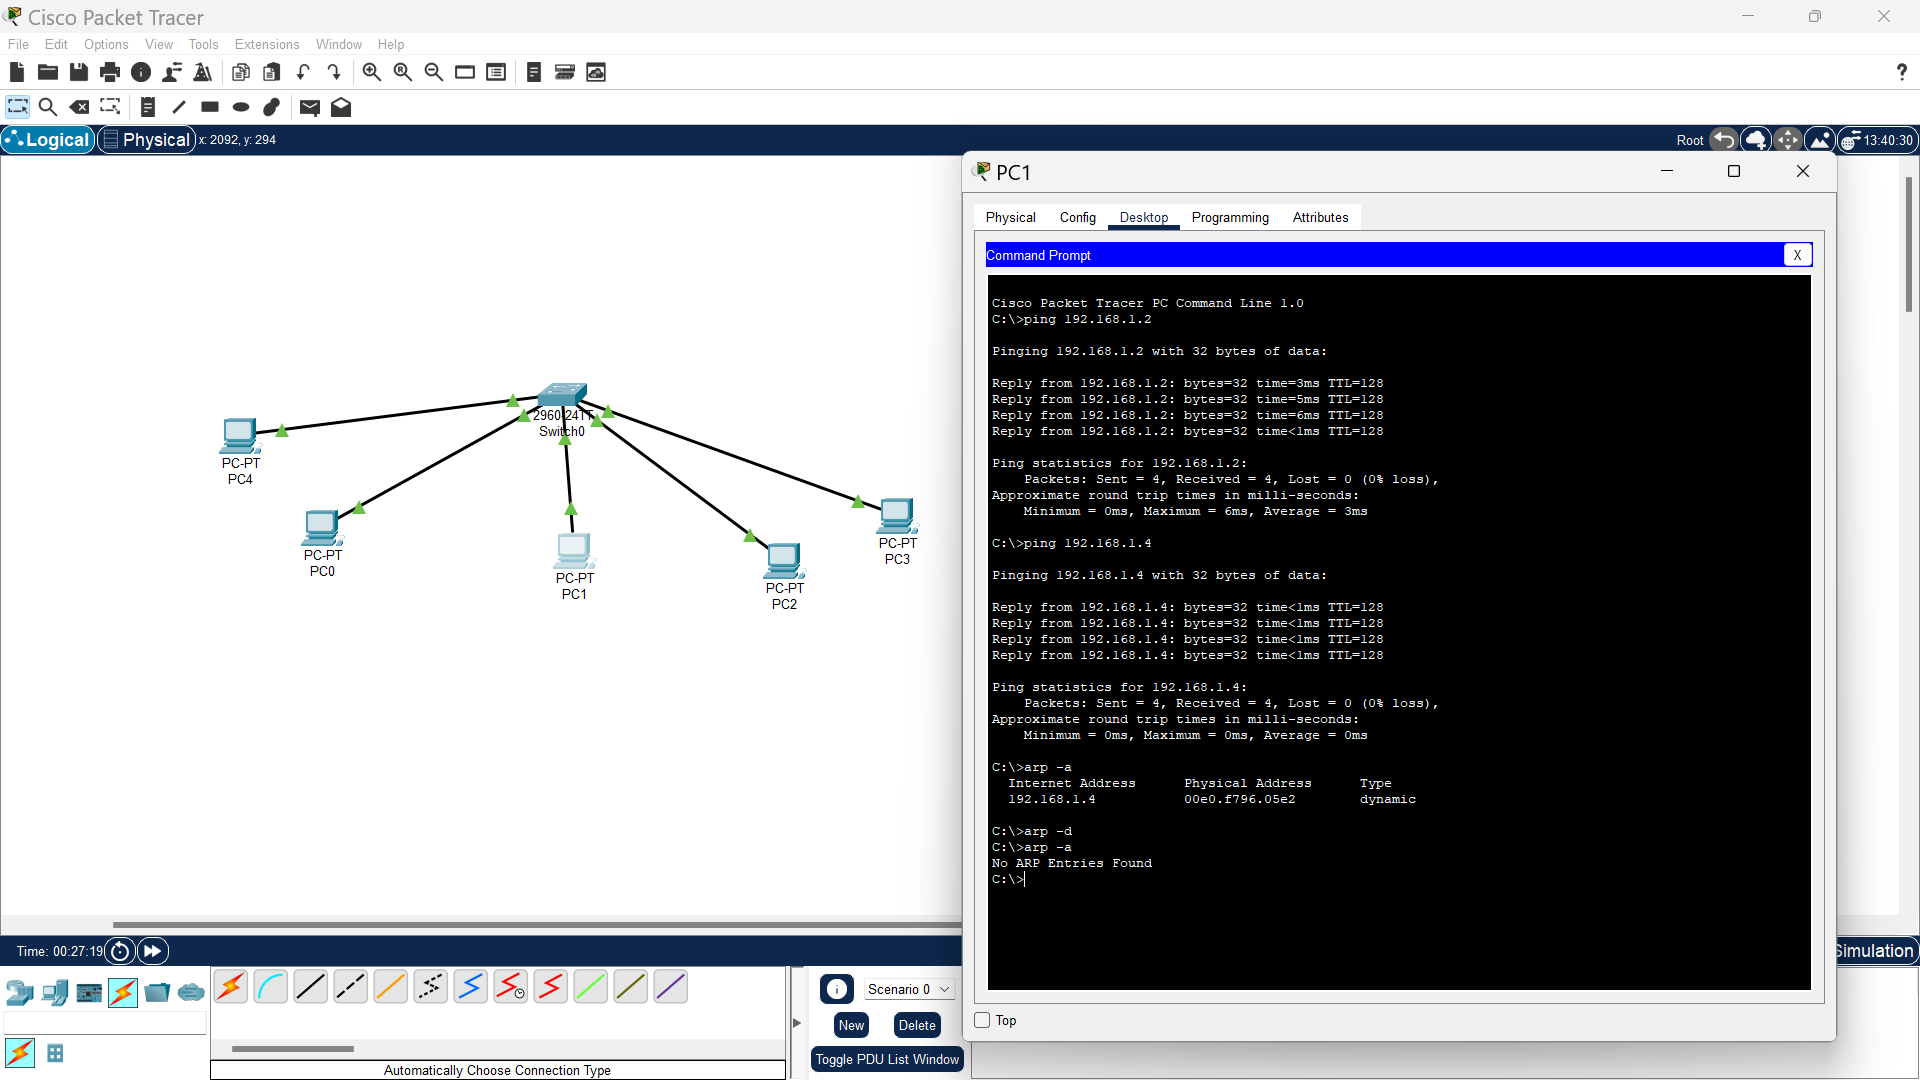 Cisco Packet Tracer
File Edit Options View Tools Extensions Window Help
?
Logical Physical x: 2092, y: 294 Root 13:40:30
2960-24TT
Switch0
PC-PT
PC4
PC-PT
PC0
PC-PT
PC1
PC-PT
PC2
PC-PT
PC3
PC1
Physical Config Desktop Programming Attributes
Command Prompt X
Cisco Packet Tracer PC Command Line 1.0
C:\>ping 192.168.1.2
Pinging 192.168.1.2 with 32 bytes of data:
Reply from 192.168.1.2: bytes=32 time=3ms TTL=128
Reply from 192.168.1.2: bytes=32 time=5ms TTL=128
Reply from 192.168.1.2: bytes=32 time=6ms TTL=128
Reply from 192.168.1.2: bytes=32 time<1ms TTL=128
Ping statistics for 192.168.1.2:
Packets: Sent = 4, Received = 4, Lost = 0 (0% loss),
Approximate round trip times in milli-seconds:
Minimum = 0ms, Maximum = 6ms, Average = 3ms
C:\>ping 192.168.1.4
Pinging 192.168.1.4 with 32 bytes of data:
Reply from 192.168.1.4: bytes=32 time<1ms TTL=128
Reply from 192.168.1.4: bytes=32 time<1ms TTL=128
Reply from 192.168.1.4: bytes=32 time<1ms TTL=128
Reply from 192.168.1.4: bytes=32 time<1ms TTL=128
Ping statistics for 192.168.1.4:
Packets: Sent = 4, Received = 4, Lost = 0 (0% loss),
Approximate round trip times in milli-seconds:
Minimum = 0ms, Maximum = 0ms, Average = 0ms
C:\>arp -a
Internet Address Physical Address Type
192.168.1.4 00e0.f796.05e2 dynamic
C:\>arp -d
C:\>arp -a
No ARP Entries Found
C:\>
Top
Time: 00:27:19
Simulation
Scenario 0
New Delete
Toggle PDU List Window
Automatically Choose Connection Type